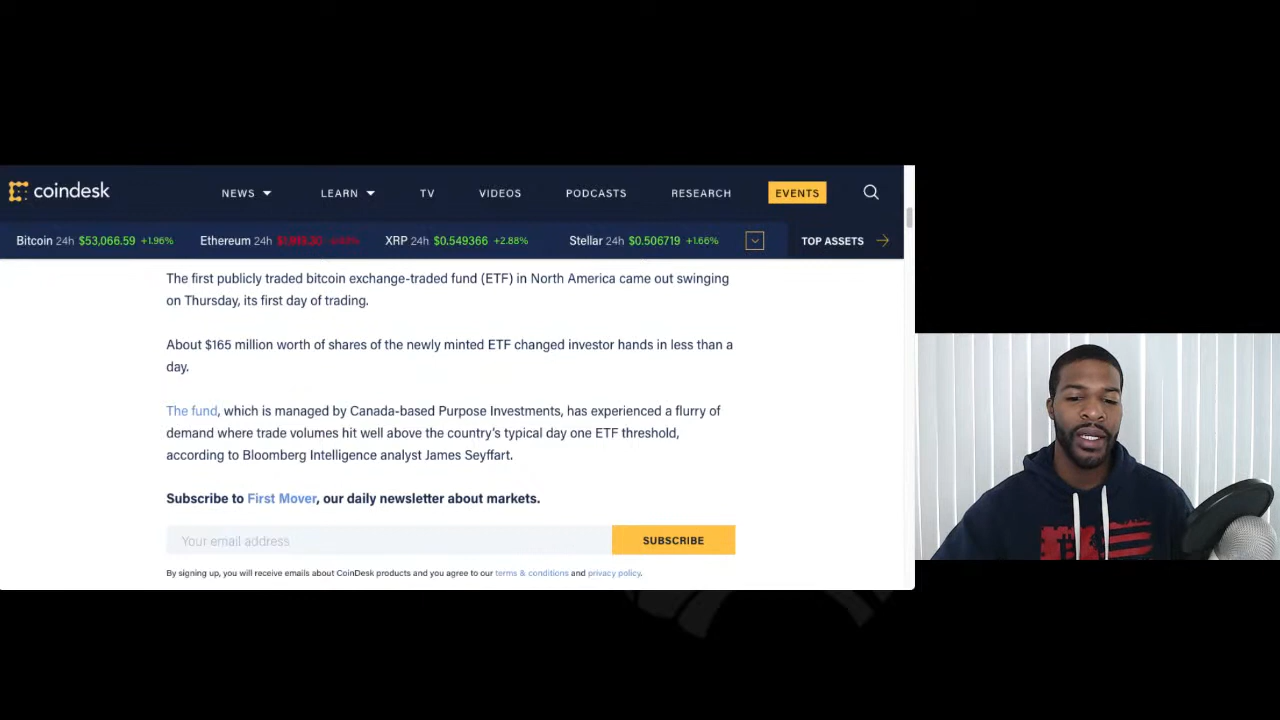 coindesk
NEWS LEARN TV VIDEOS PODCASTS RESEARCH EVENTS
Bitcoin 24h $53,066.59 +1.96% Ethereum 24h XRP 24h $0.549366 +2.88% Stellar 24h $0.506719 +1.66% TOP ASSETS
The first publicly traded bitcoin exchange-traded fund (ETF) in North America came out swinging
on Thursday, its first day of trading.
About $165 million worth of shares of the newly minted ETF changed investor hands in less than a
day.
The fund, which is managed by Canada-based Purpose Investments, has experienced a flurry of
demand where trade volumes hit well above the country's typical day one ETF threshold,
according to Bloomberg Intelligence analyst James Seyffart.
Subscribe to First Mover, our daily newsletter about markets.
Your email address SUBSCRIBE
By signing up, you will receive emails about CoinDesk products and you agree to our terms & conditions and privacy policy.